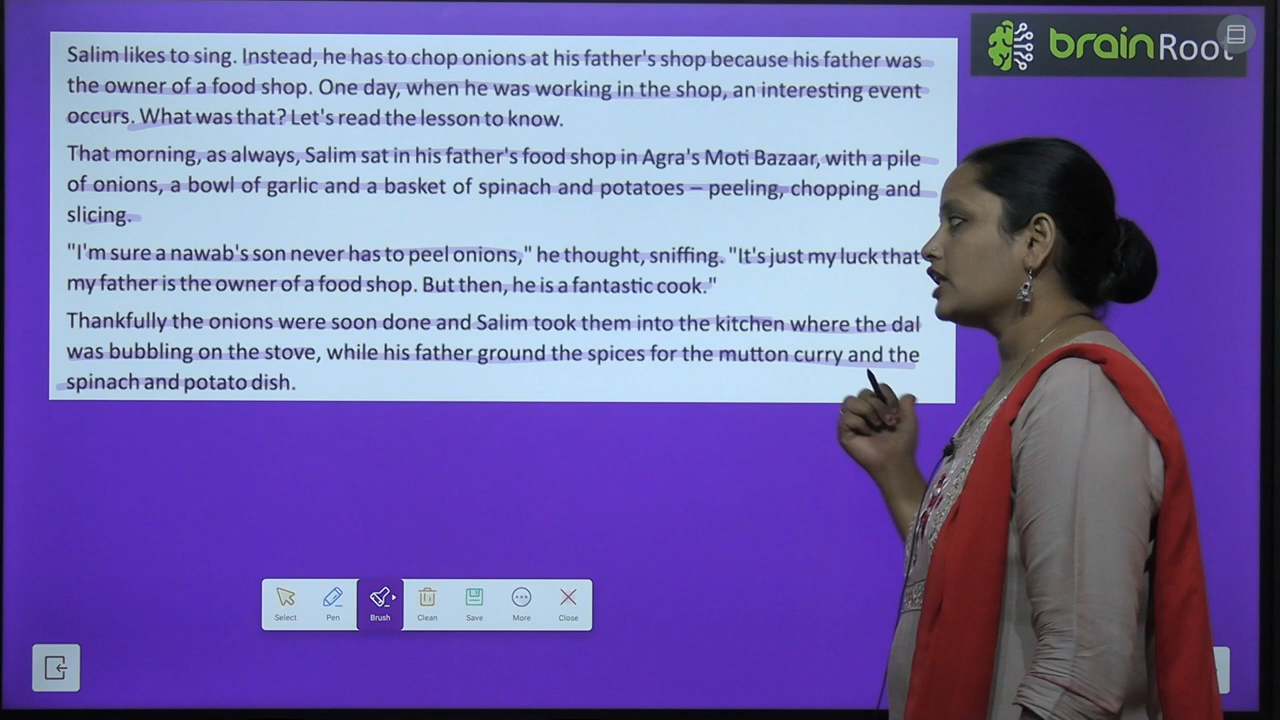 brainRoot
Salim likes to sing. Instead, he has to chop onions at his father's shop because his father was
the owner of a food shop. One day, when he was working in the shop, an interesting event
occurs. What was that? Let's read the lesson to know.
That morning, as always, Salim sat in his father's food shop in Agra's Moti Bazaar, with a pile
of onions, a bowl of garlic and a basket of spinach and potatoes – peeling, chopping and
slicing.
"I'm sure a nawab's son never has to peel onions," he thought, sniffing. "It's just my luck that
my father is the owner of a food shop. But then, he is a fantastic cook."
Thankfully the onions were soon done and Salim took them into the kitchen where the dal
was bubbling on the stove, while his father ground the spices for the mutton curry and the
spinach and potato dish.
Select Pen Brush Clean Save More Close